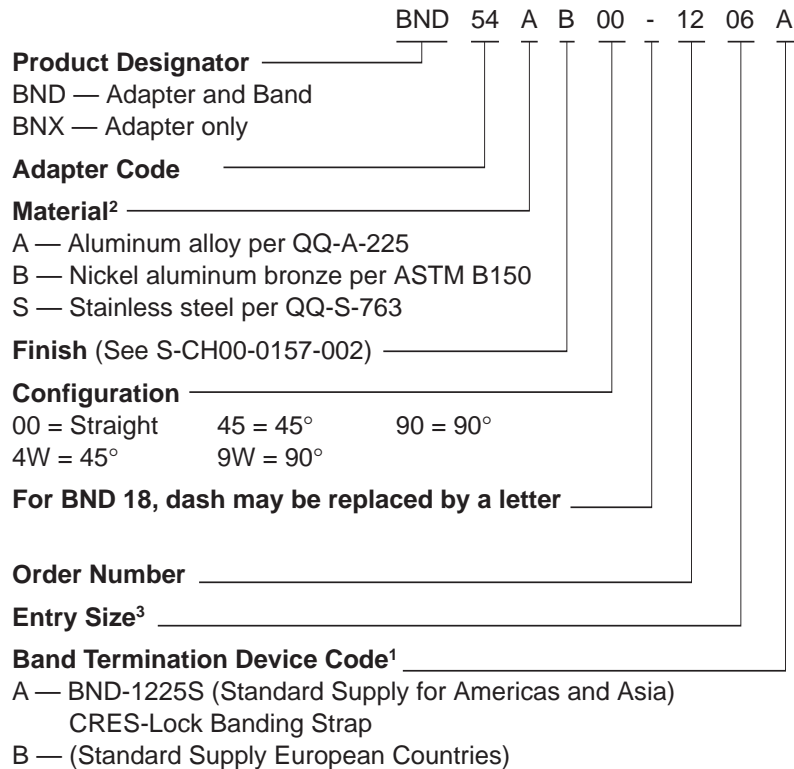 BND 54 A B 00 - 12 06 A
Product Designator
BND — Adapter and Band
BNX — Adapter only
Adapter Code
Material²
A — Aluminum alloy per QQ-A-225
B — Nickel aluminum bronze per ASTM B150
S — Stainless steel per QQ-S-763
Finish (See S-CH00-0157-002)
Configuration
00 = Straight 45 = 45° 90 = 90°
4W = 45° 9W = 90°
For BND 18, dash may be replaced by a letter
Order Number
Entry Size³
Band Termination Device Code¹
A — BND-1225S (Standard Supply for Americas and Asia)
CRES-Lock Banding Strap
B — (Standard Supply European Countries)